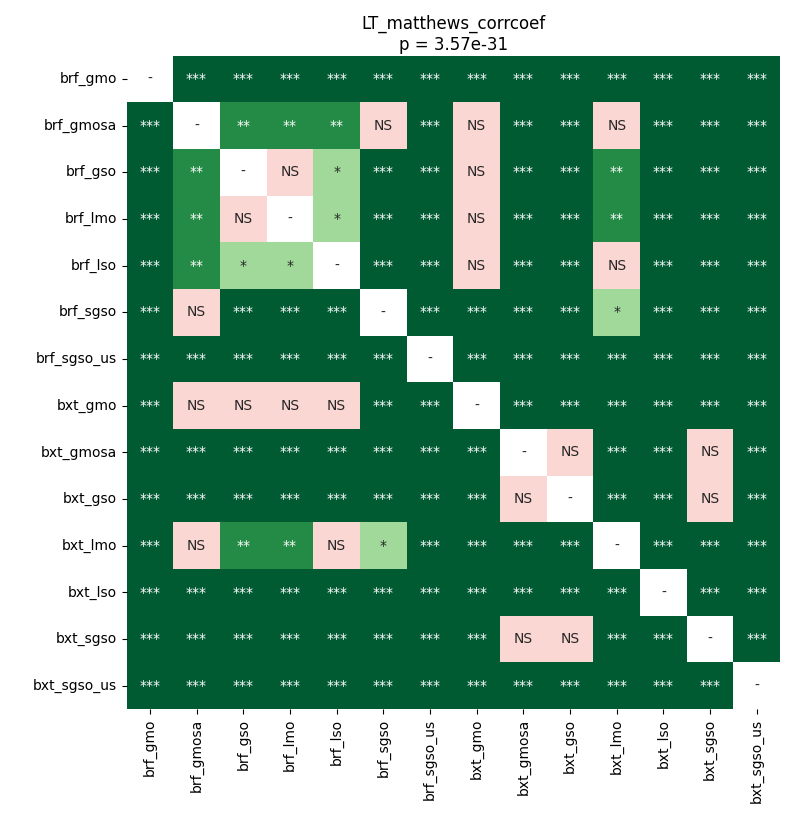 LT_matthews_corrcoef
p = 3.57e-31
brf_gmo - *** *** *** *** *** *** *** *** *** *** *** *** ***
brf_gmosa *** - ** ** ** NS *** NS *** *** NS *** *** ***
brf_gso *** ** - NS * *** *** NS *** *** ** *** *** ***
brf_lmo *** ** NS - * *** *** NS *** *** ** *** *** ***
brf_lso *** ** * * - *** *** NS *** *** NS *** *** ***
brf_sgso *** NS *** *** *** - *** *** *** *** * *** *** ***
brf_sgso_us *** *** *** *** *** *** - *** *** *** *** *** *** ***
bxt_gmo *** NS NS NS NS *** *** - *** *** *** *** *** ***
bxt_gmosa *** *** *** *** *** *** *** *** - NS *** *** NS ***
bxt_gso *** *** *** *** *** *** *** *** NS - *** *** NS ***
bxt_lmo *** NS ** ** NS * *** *** *** *** - *** *** ***
bxt_lso *** *** *** *** *** *** *** *** *** *** *** - *** ***
bxt_sgso *** *** *** *** *** *** *** *** NS NS *** *** - ***
bxt_sgso_us *** *** *** *** *** *** *** *** *** *** *** *** *** -
brf_gmo
brf_gmosa
brf_gso
brf_lmo
brf_lso
brf_sgso
brf_sgso_us
bxt_gmo
bxt_gmosa
bxt_gso
bxt_lmo
bxt_lso
bxt_sgso
bxt_sgso_us